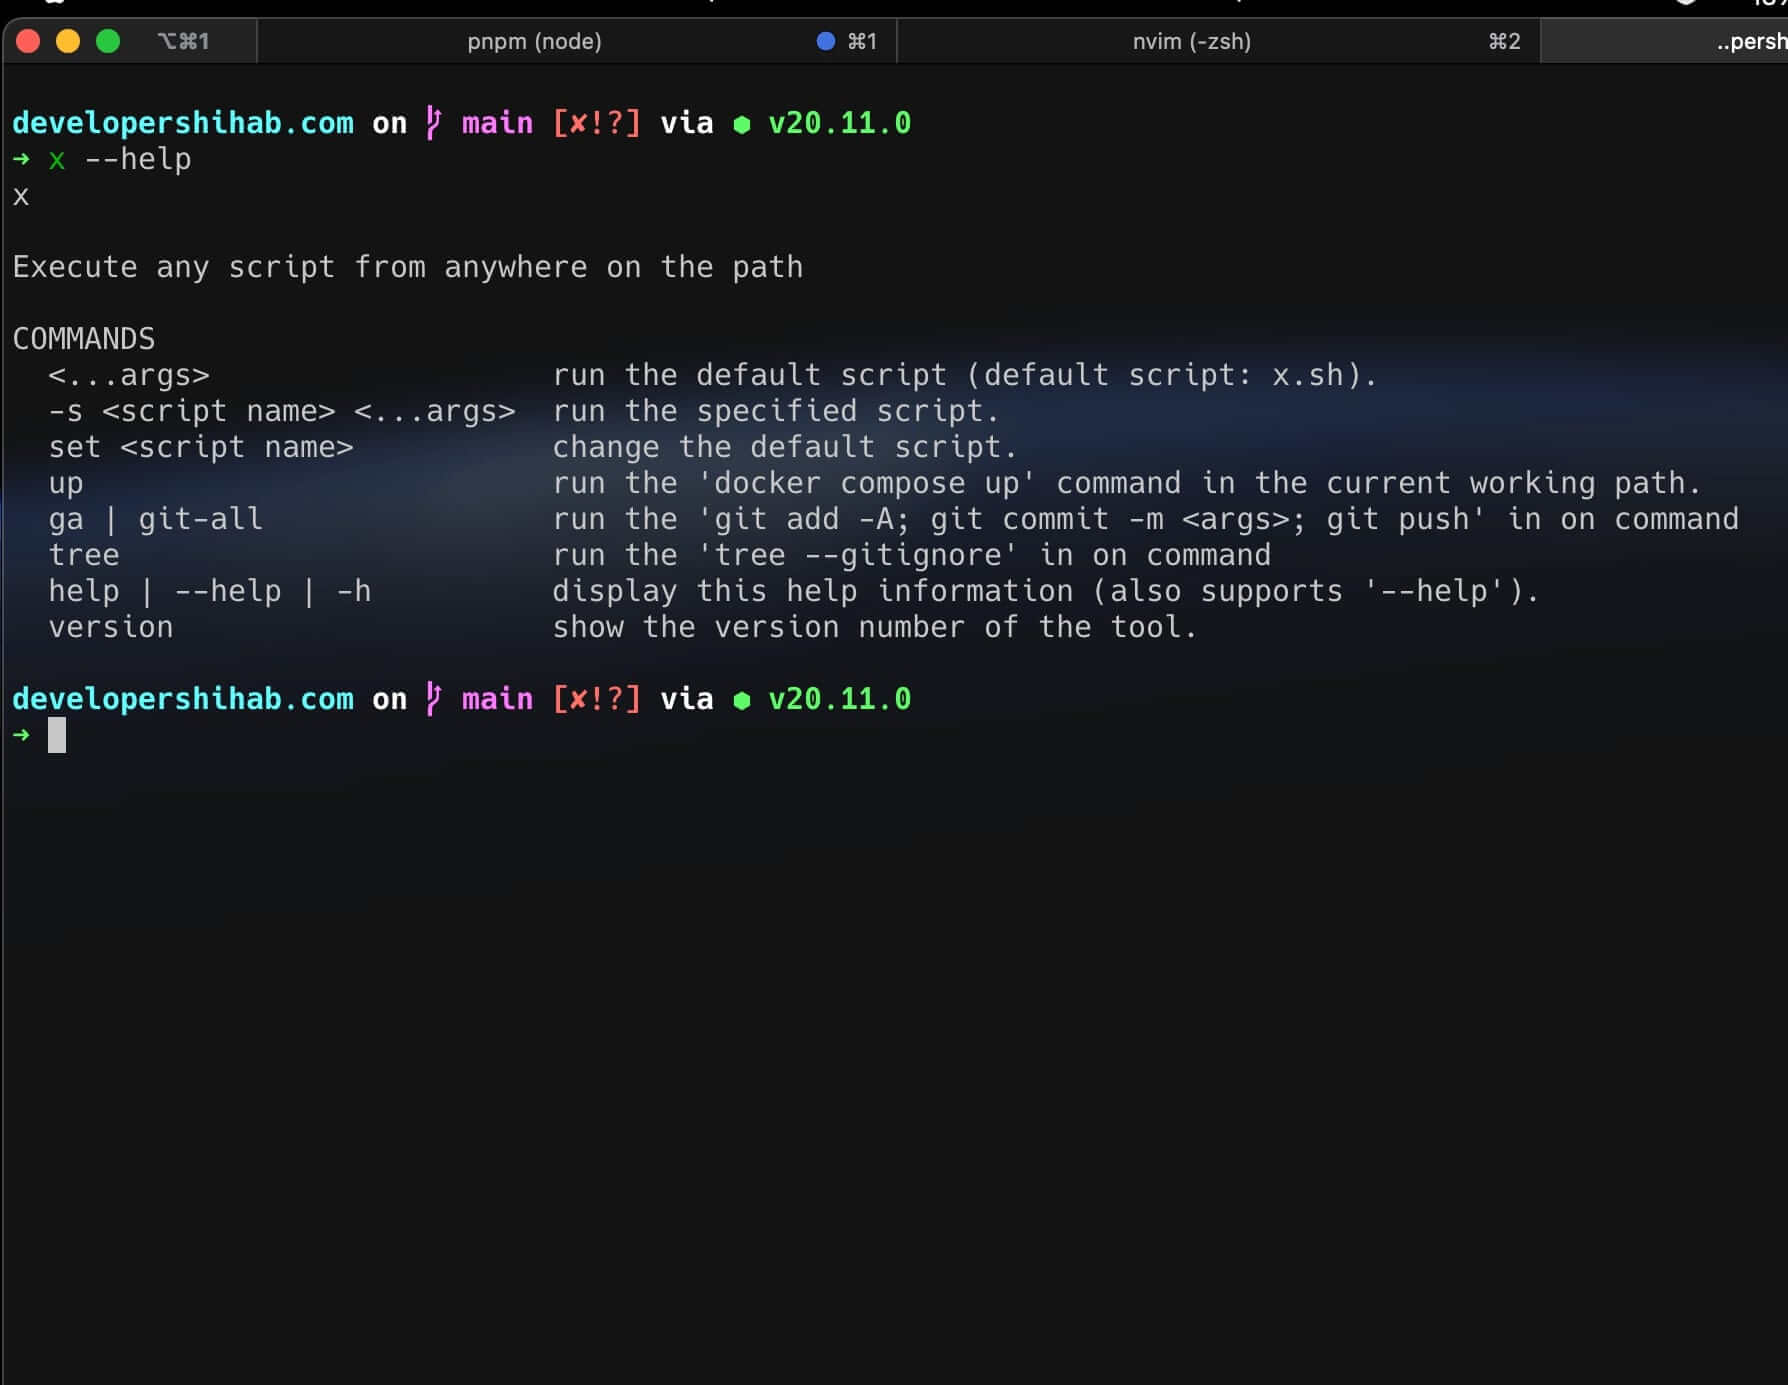 ⌥⌘1 pnpm (node) ⌘1 nvim (-zsh) ⌘2 ..persh
developershihab.com on main [✘!?] via ⬢ v20.11.0
➜ x --help
x
Execute any script from anywhere on the path
COMMANDS
<...args> run the default script (default script: x.sh).
-s <script name> <...args> run the specified script.
set <script name> change the default script.
up run the 'docker compose up' command in the current working path.
ga | git-all run the 'git add -A; git commit -m <args>; git push' in on command
tree run the 'tree --gitignore' in on command
help | --help | -h display this help information (also supports '--help').
version show the version number of the tool.
developershihab.com on main [✘!?] via ⬢ v20.11.0
➜